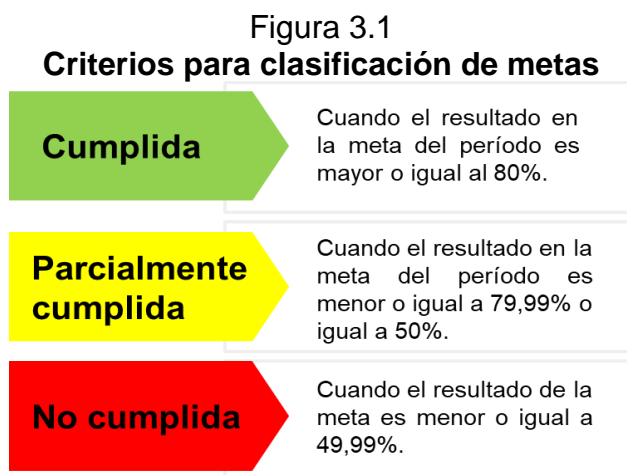 Figura 3.1
Criterios para clasificación de metas
Cumplida
Cuando el resultado en
la meta del período es
mayor o igual al 80%.
Parcialmente
cumplida
Cuando el resultado en la
meta del período es
menor o igual a 79,99% o
igual a 50%.
No cumplida
Cuando el resultado de la
meta es menor o igual a
49,99%.